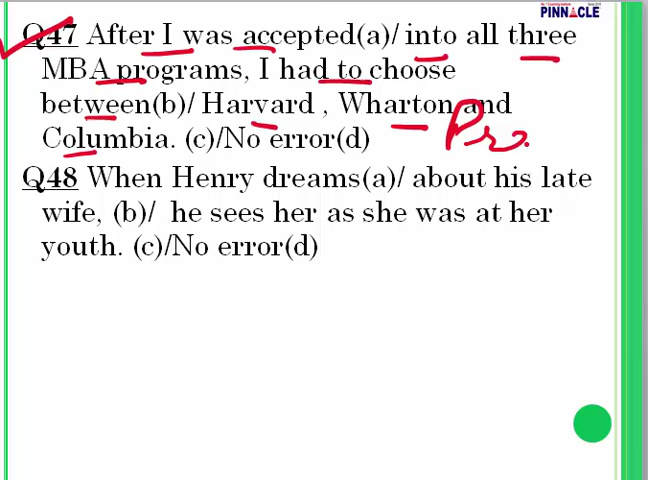 PINNACLE
Q47 After I was accepted(a)/ into all three
MBA programs, I had to choose
between(b)/ Harvard , Wharton and
Columbia. (c)/No error(d)
Pro.
Q48 When Henry dreams(a)/ about his late
wife, (b)/ he sees her as she was at her
youth. (c)/No error(d)